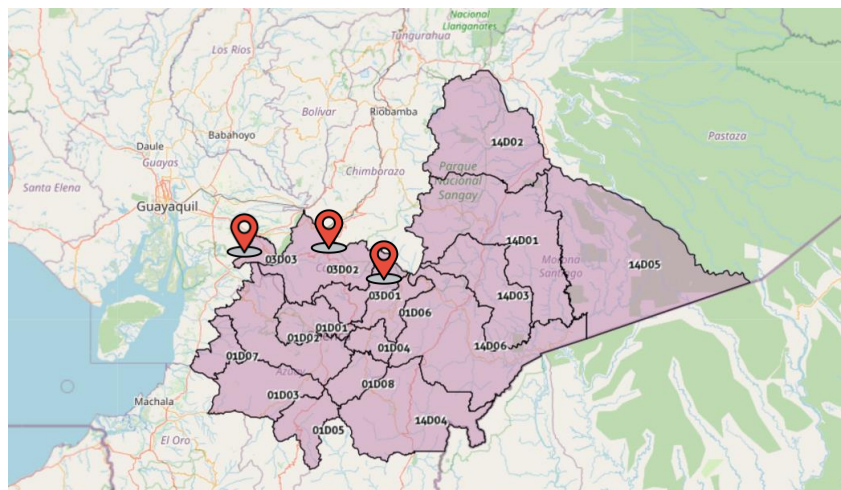 Nacional
Llanganates
Tungurahua
Los Ríos
Bolívar
Riobamba
Babahoyo
Daule
Guayas
Pastaza
14D02
Chimborazo
Parque
Nacional
Sangay
Santa Elena
Guayaquil
14D01
Morona
Santiago
14D05
03D03
03D02
03D01
14D03
01D06
01D01
01D02
01D04
14D06
01D07
01D08
Machala
01D03
14D04
El Oro
01D05